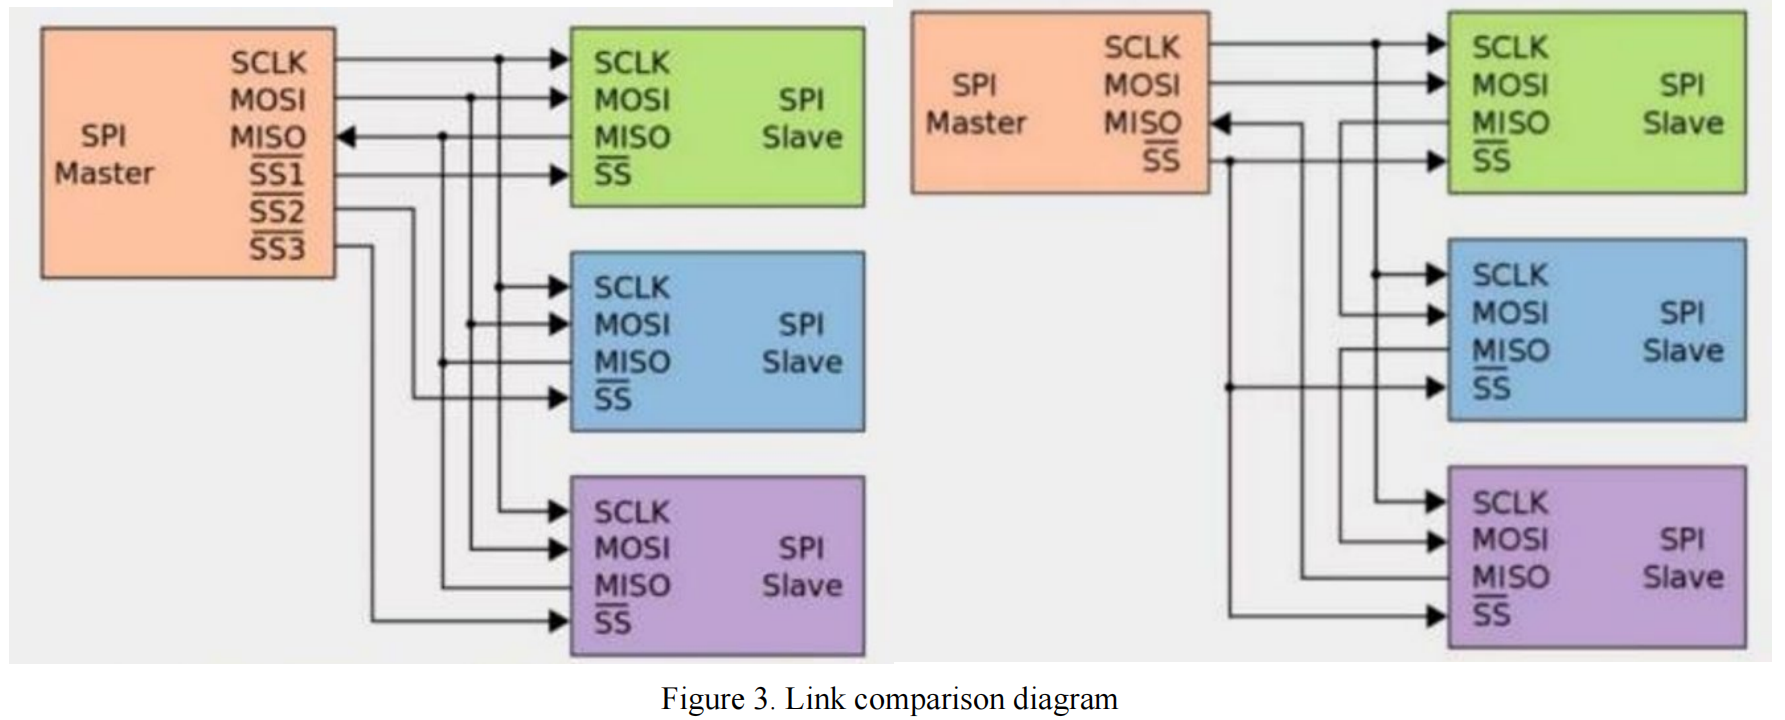 SPI
Master
SCLK
MOSI
MISO
SS1
SS2
SS3
SCLK
MOSI
MISO
SS
SPI
Slave
SCLK
MOSI
MISO
SS
SPI
Slave
SCLK
MOSI
MISO
SS
SPI
Slave
SPI
Master
SCLK
MOSI
MISO
SS
SCLK
MOSI
MISO
SS
SPI
Slave
SCLK
MOSI
MISO
SS
SPI
Slave
SCLK
MOSI
MISO
SS
SPI
Slave
Figure 3. Link comparison diagram